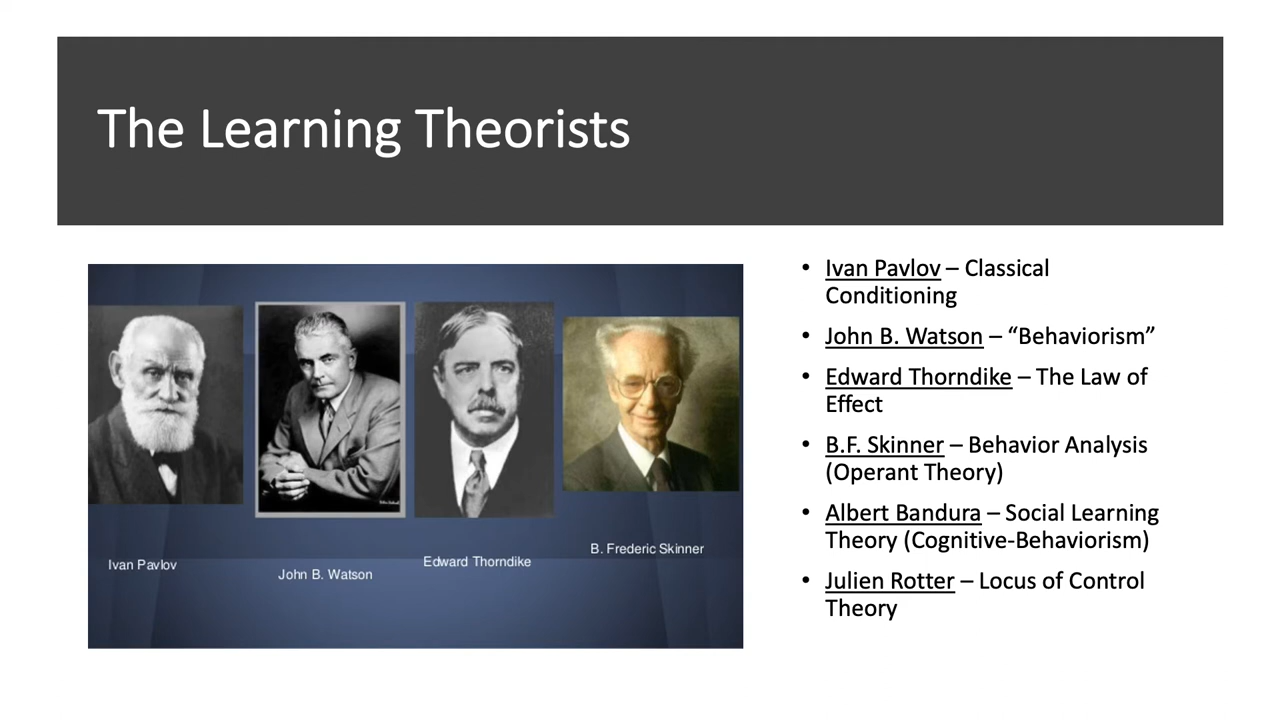 The Learning Theorists
Ivan Pavlov
John B. Watson
Edward Thorndike
B. Frederic Skinner
• Ivan Pavlov – Classical
Conditioning
• John B. Watson – “Behaviorism”
• Edward Thorndike – The Law of
Effect
• B.F. Skinner – Behavior Analysis
(Operant Theory)
• Albert Bandura – Social Learning
Theory (Cognitive-Behaviorism)
• Julien Rotter – Locus of Control
Theory